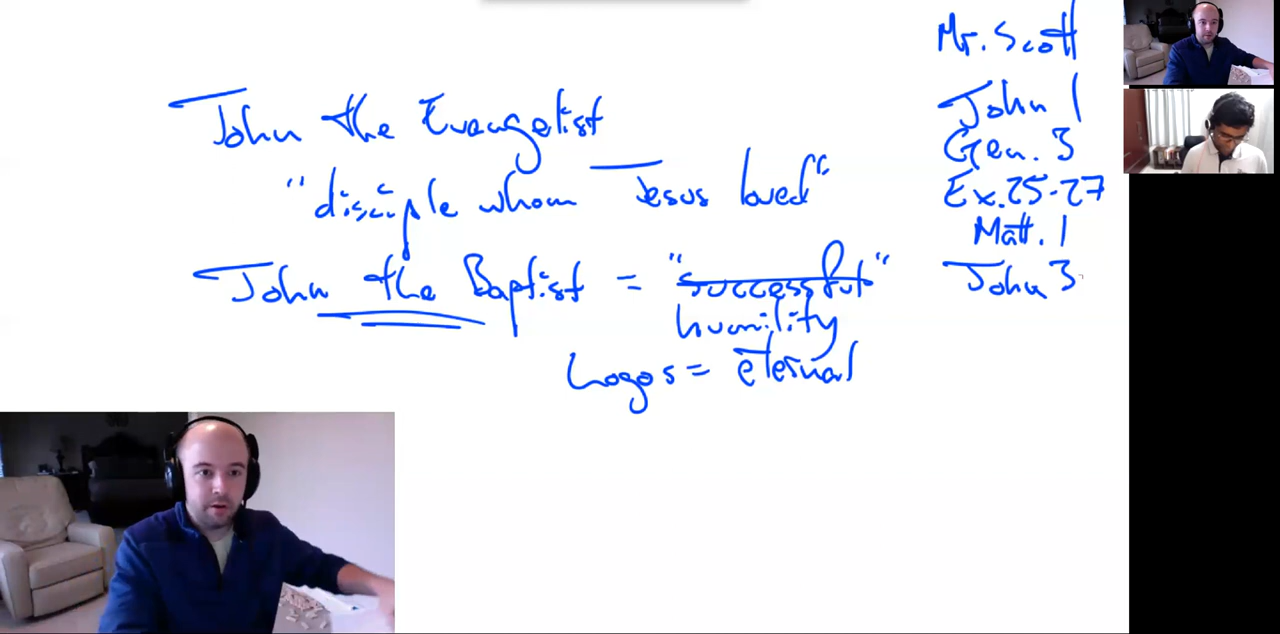 John the Evangelist
"disciple whom Jesus loved"
John the Baptist = "successful"
humility
Logos = eternal
Mr. Scott
John 1
Gen. 3
Ex. 25-27
Matt. 1
John 3